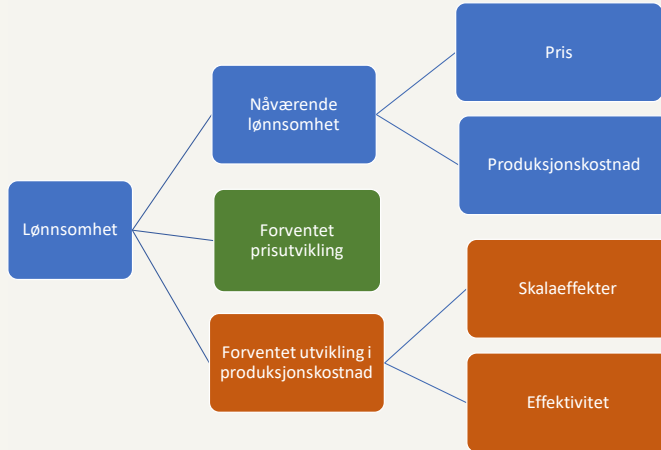 Lønnsomhet
Nåværende
lønnsomhet
Pris
Produksjonskostnad
Forventet
prisutvikling
Forventet utvikling i
produksjonskostnad
Skalaeffekter
Effektivitet